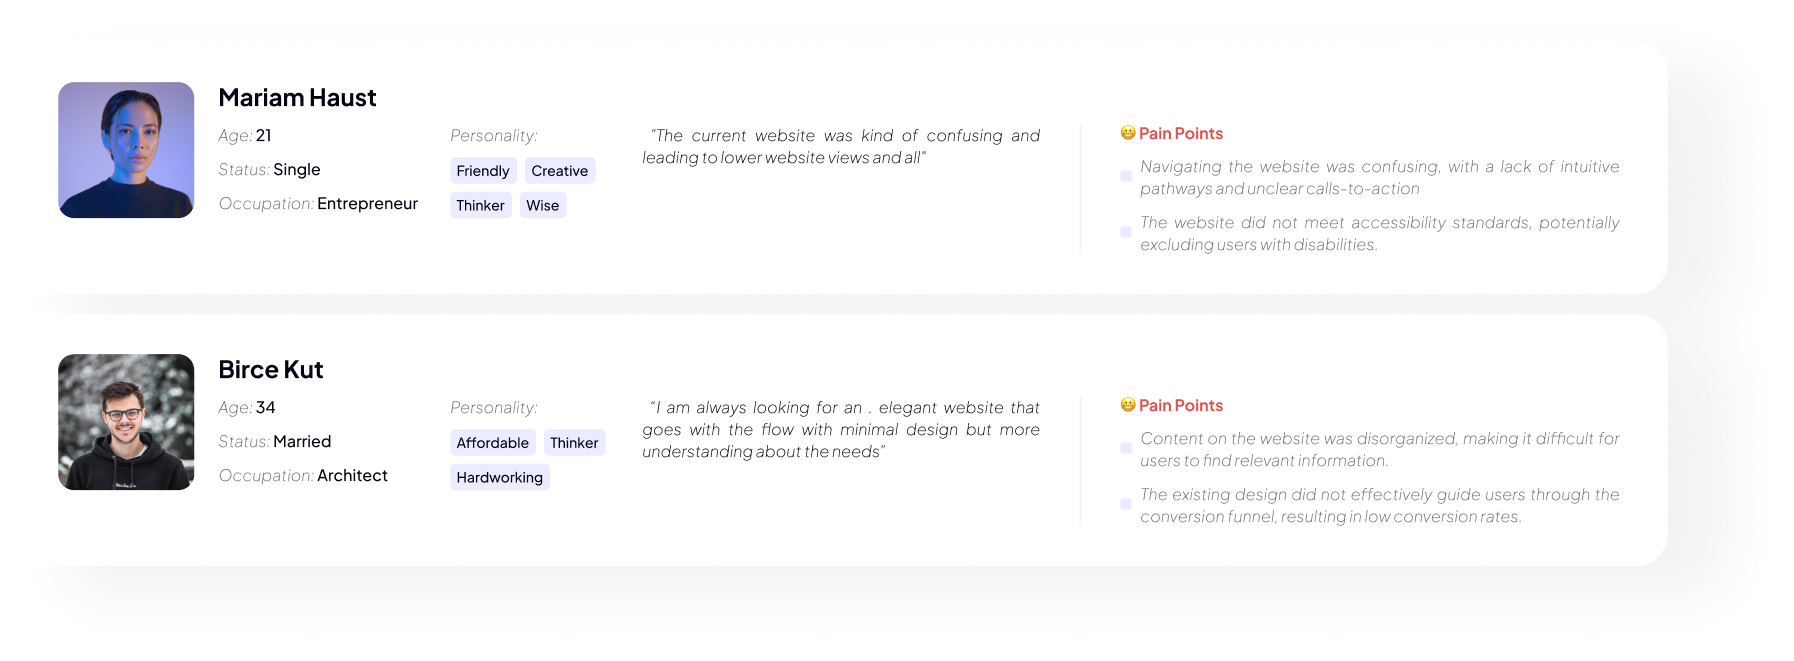 Mariam Haust
Age: 21
Status: Single
Occupation: Entrepreneur
Personality:
Friendly Creative
Thinker Wise
"The current website was kind of confusing and
leading to lower website views and all"
😬 Pain Points
Navigating the website was confusing, with a lack of intuitive
pathways and unclear calls-to-action
The website did not meet accessibility standards, potentially
excluding users with disabilities.
Birce Kut
Age: 34
Status: Married
Occupation: Architect
Personality:
Affordable Thinker
Hardworking
"I am always looking for an . elegant website that
goes with the flow with minimal design but more
understanding about the needs"
😬 Pain Points
Content on the website was disorganized, making it difficult for
users to find relevant information.
The existing design did not effectively guide users through the
conversion funnel, resulting in low conversion rates.